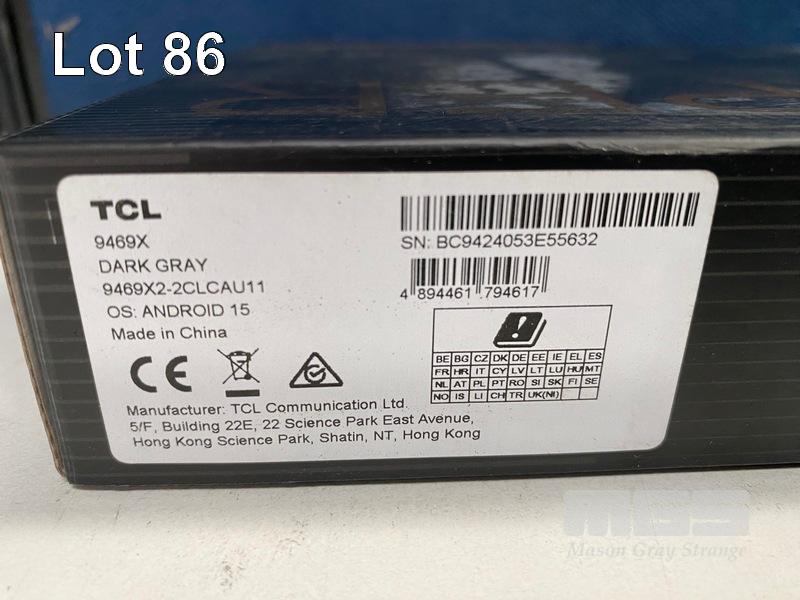 Lot 86
TCL
9469X
DARK GRAY
9469X2-2CLCAU11
OS: ANDROID 15
Made in China
CE
SN: BC9424053E55632
4 894461 794617
BE BG CZ DK DE EE IE EL ES
FR HR IT CY LV LT LU HU MT
NL AT PL PT RO SI SK FI SE
NO IS LI CH TR UK(NI)
Manufacturer: TCL Communication Ltd.
5/F, Building 22E, 22 Science Park East Avenue,
Hong Kong Science Park, Shatin, NT, Hong Kong
MGS
Mason Gray Strange